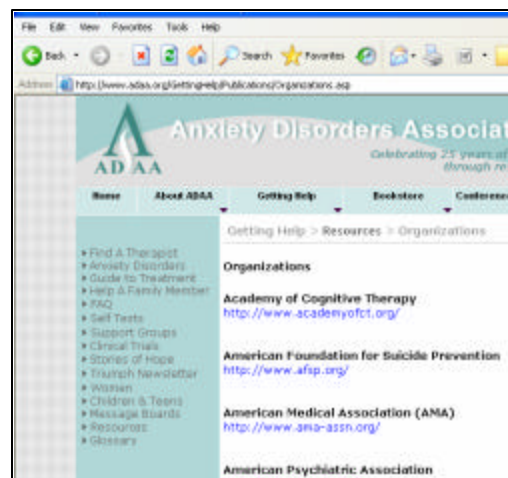 File Edit View Favorites Tools Help
Back Search Favorites
Address http://www.adaa.org/GettingHelp/Publications/Organizations.asp
Anxiety Disorders Associat
Celebrating 25 years of
through re
ADAA
Home About ADAA Getting Help Bookstore Conference
Getting Help > Resources > Organizations
Find A Therapist
Anxiety Disorders
Guide to Treatment
Help A Family Member
FAQ
Self Tests
Support Groups
Clinical Trials
Stories of Hope
Triumph Newsletter
Women
Children & Teens
Message Boards
Resources
Glossary
Organizations
Academy of Cognitive Therapy
http://www.academyofct.org/
American Foundation for Suicide Prevention
http://www.afsp.org/
American Medical Association (AMA)
http://www.ama-assn.org/
American Psychiatric Association